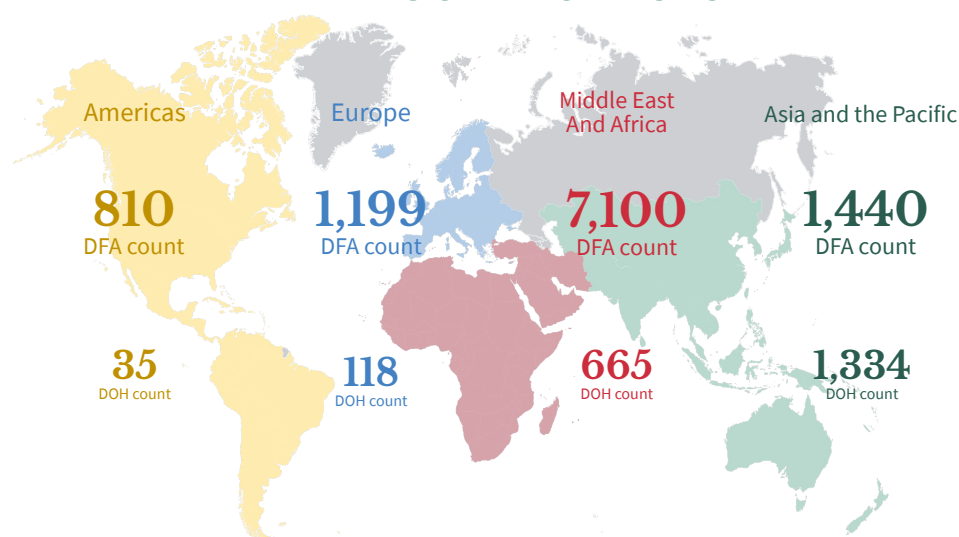 Americas
810
DFA count
35
DOH count
Europe
1,199
DFA count
118
DOH count
Middle East
And Africa
7,100
DFA count
665
DOH count
Asia and the Pacific
1,440
DFA count
1,334
DOH count